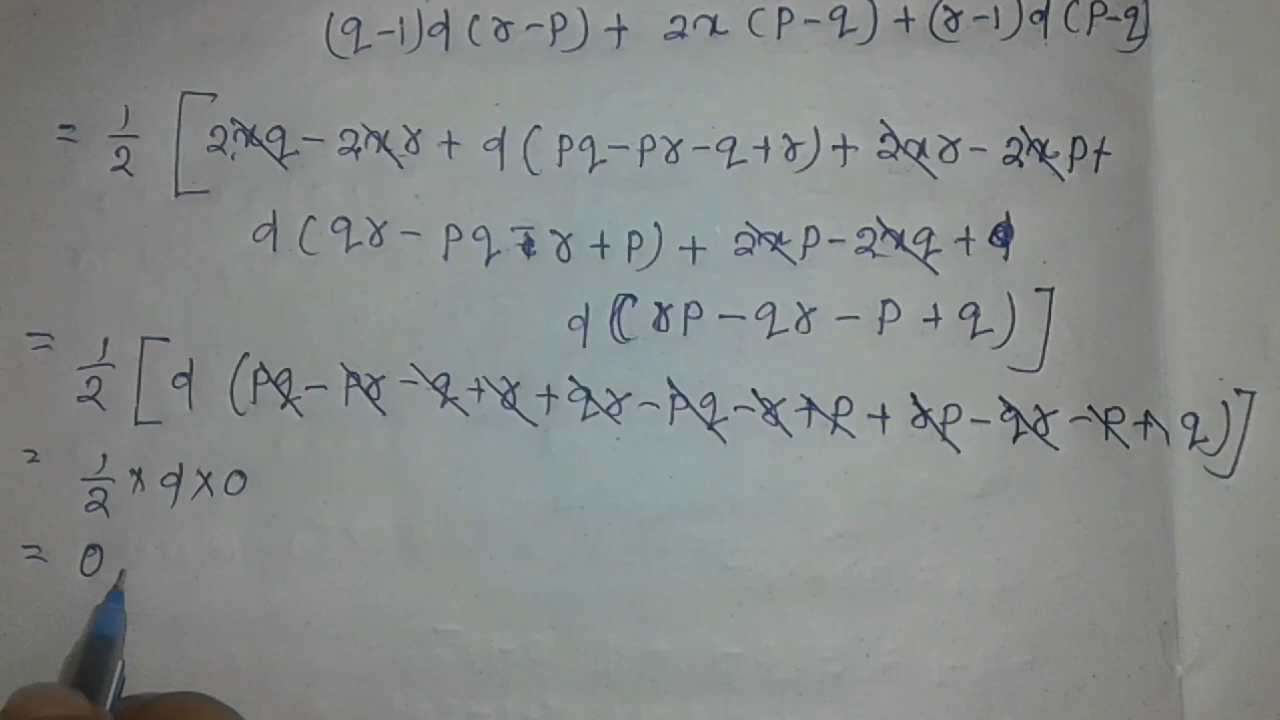 (q-1)d(r-p)+ 2x(p-q)+(r-1)d(p-q]
= 1/2 [2xq-2xr+ d(pq-pr-q+r)+2xr-2xp+
d(qr-pq-r+p)+2xp-2xq+d
d(rp-qr-p+q)]
= 1/2 [d(pq-pr-q+r+qr-pq-r+p+rp-qr-p+q)]
= 1/2 × d × 0
= 0